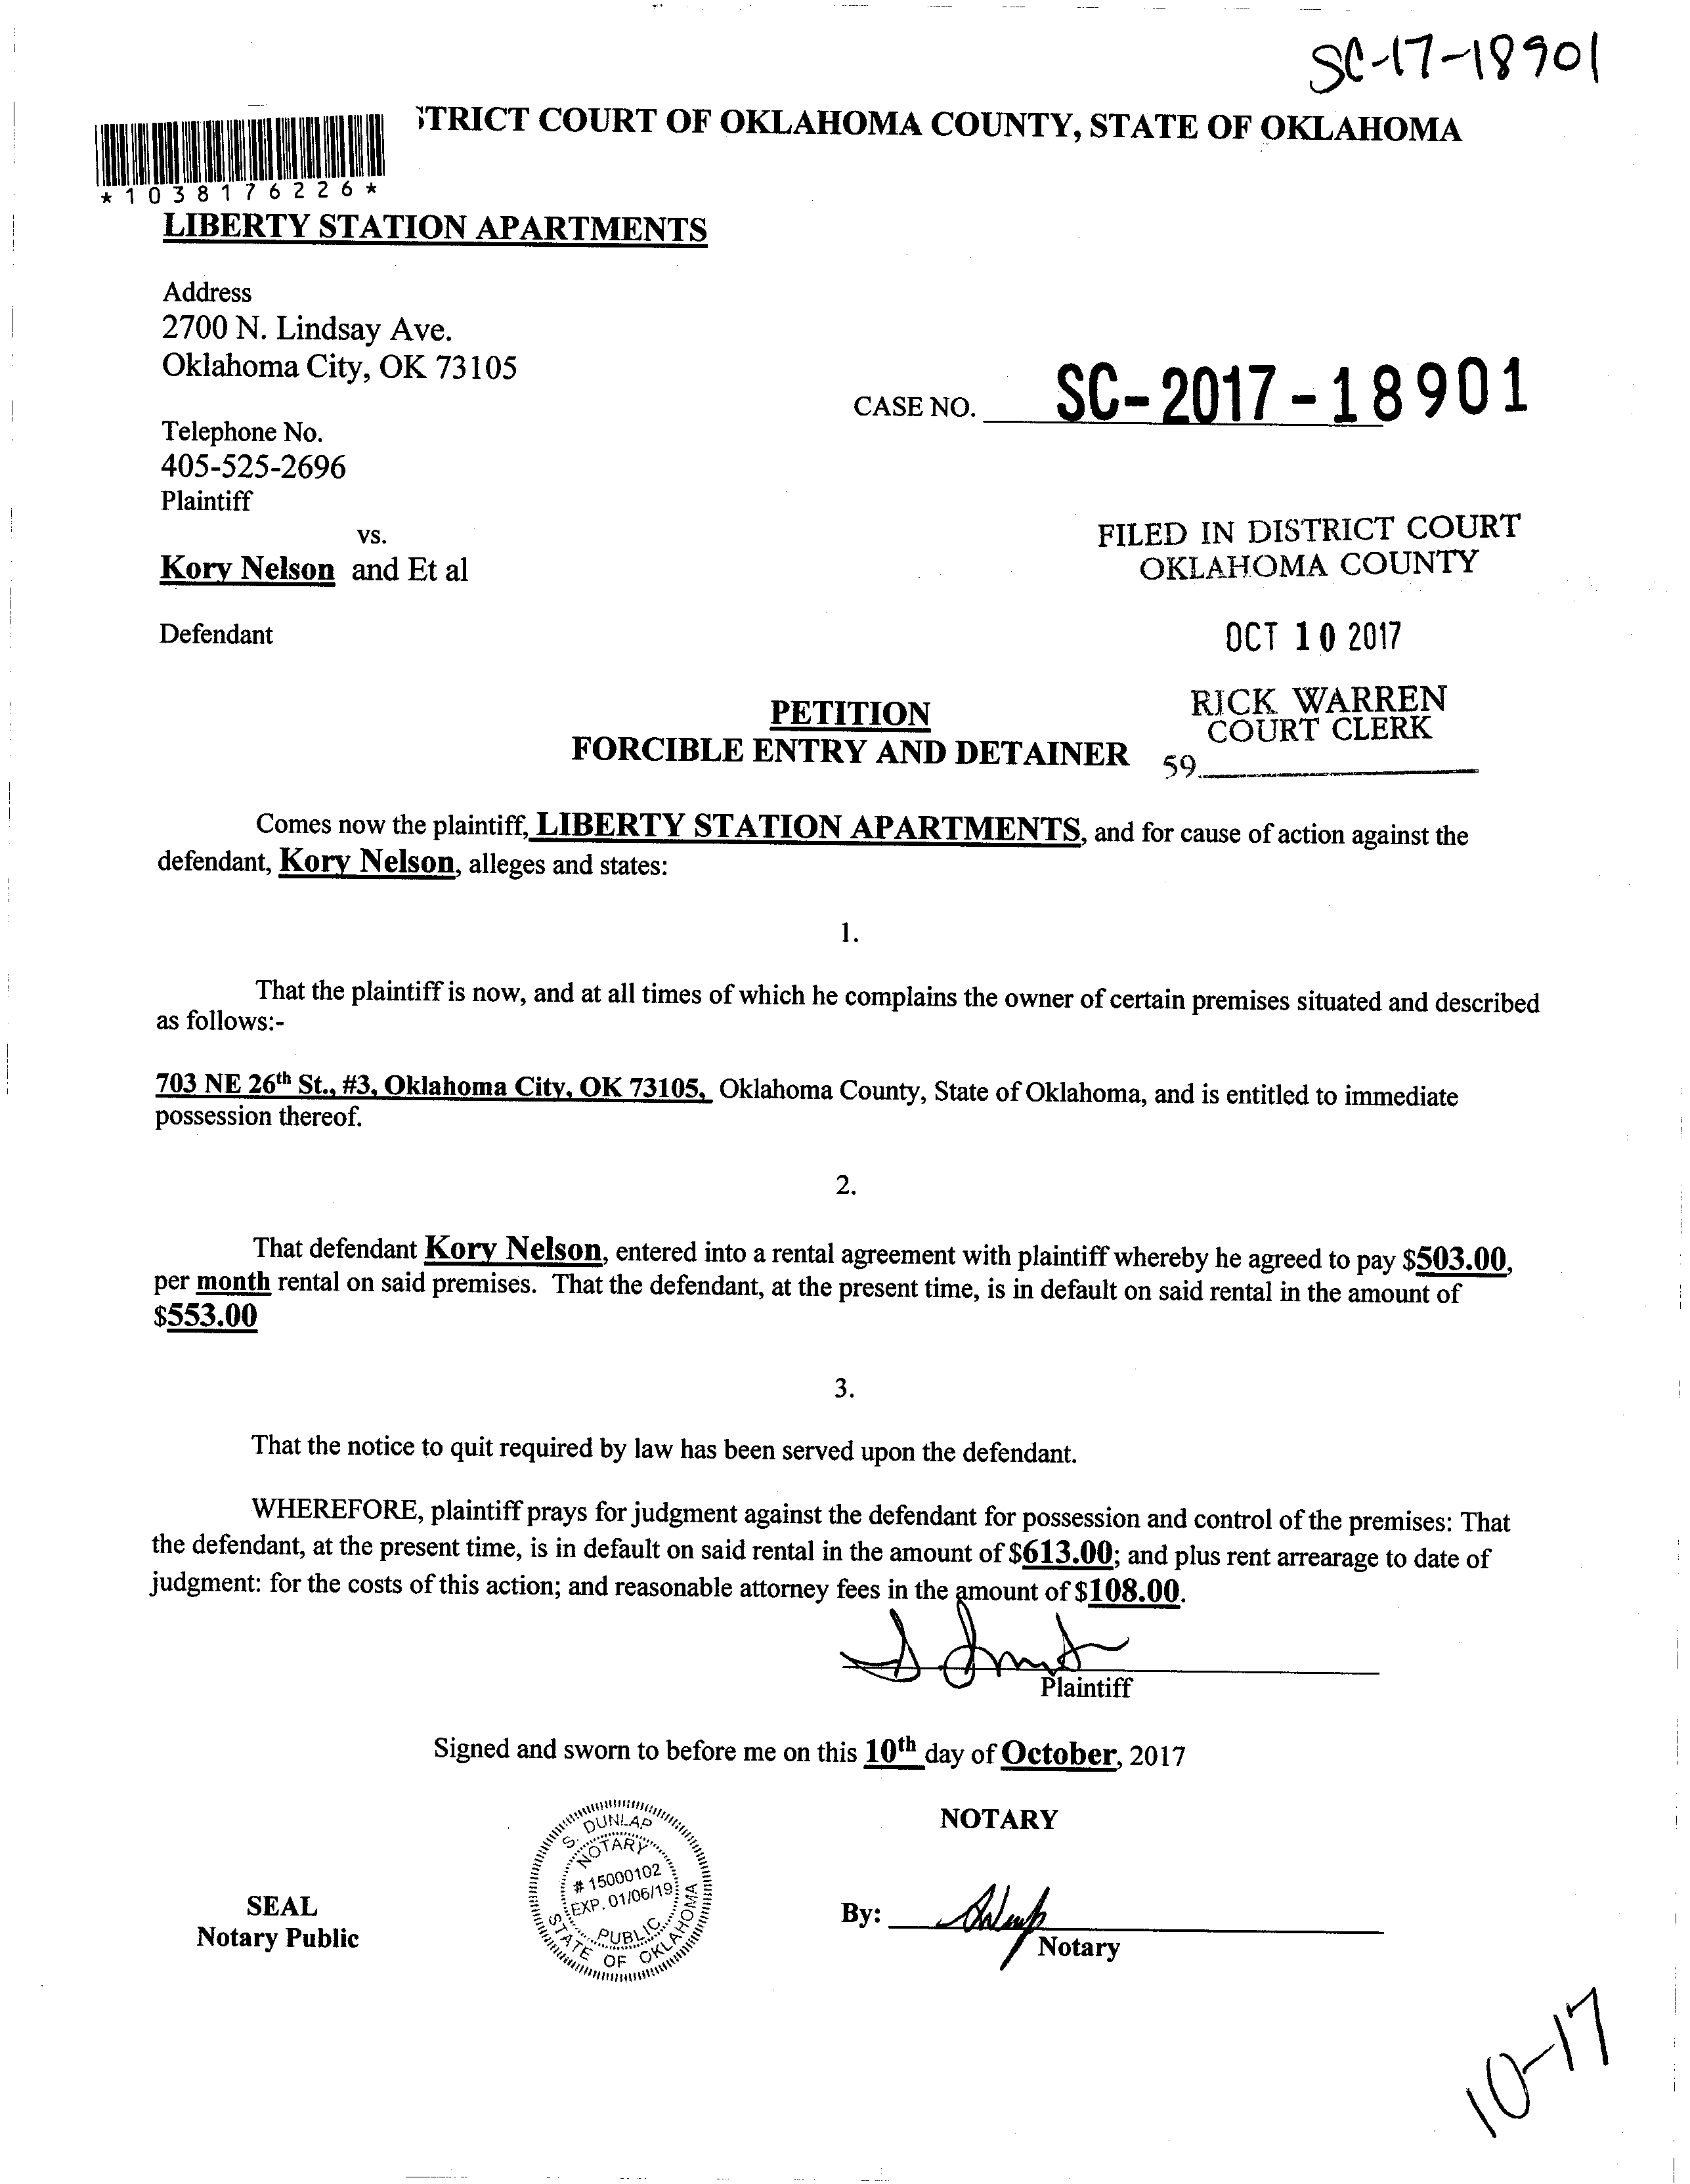 SC-17-18901
TRICT COURT OF OKLAHOMA COUNTY, STATE OF OKLAHOMA
*1038176226*
LIBERTY STATION APARTMENTS
Address
2700 N. Lindsay Ave.
Oklahoma City, OK 73105
CASE NO. SC-2017-18901
Telephone No.
405-525-2696
Plaintiff
vs.
Kory Nelson and Et al
Defendant
FILED IN DISTRICT COURT
OKLAHOMA COUNTY
OCT 10 2017
RICK WARREN
COURT CLERK
59
PETITION
FORCIBLE ENTRY AND DETAINER
Comes now the plaintiff, LIBERTY STATION APARTMENTS, and for cause of action against the
defendant, Kory Nelson, alleges and states:
1.
That the plaintiff is now, and at all times of which he complains the owner of certain premises situated and described
as follows:-
703 NE 26th St., #3, Oklahoma City, OK 73105, Oklahoma County, State of Oklahoma, and is entitled to immediate
possession thereof.
2.
That defendant Kory Nelson, entered into a rental agreement with plaintiff whereby he agreed to pay $503.00,
per month rental on said premises. That the defendant, at the present time, is in default on said rental in the amount of
$553.00
3.
That the notice to quit required by law has been served upon the defendant.
WHEREFORE, plaintiff prays for judgment against the defendant for possession and control of the premises: That
the defendant, at the present time, is in default on said rental in the amount of $613.00; and plus rent arrearage to date of
judgment: for the costs of this action; and reasonable attorney fees in the amount of $108.00.
Plaintiff
Signed and sworn to before me on this 10th day of October, 2017
NOTARY
S. DUNLAP
NOTARY
# 15000102
EXP. 01/06/19
PUBLIC
STATE OF OKLAHOMA
SEAL
Notary Public
By:
Notary
10-17